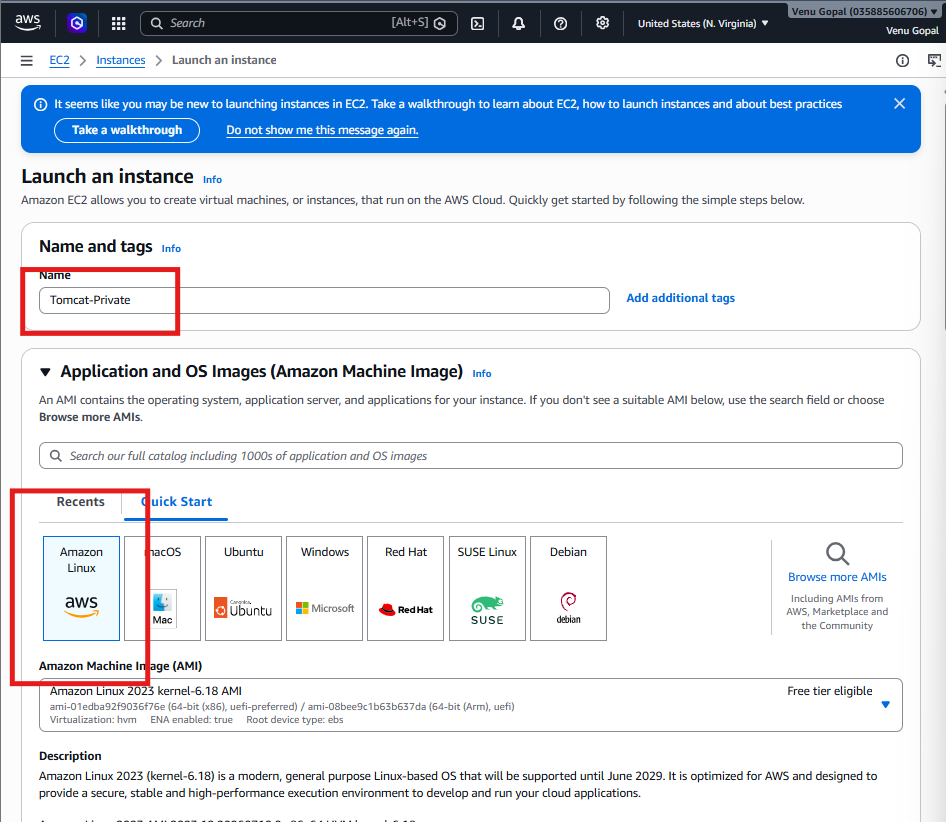 aws
Search
[Alt+S]
United States (N. Virginia)
Venu Gopal (035885606706)
Venu Gopal
EC2 > Instances > Launch an instance
It seems like you may be new to launching instances in EC2. Take a walkthrough to learn about EC2, how to launch instances and about best practices
Take a walkthrough
Do not show me this message again.
Launch an instance Info
Amazon EC2 allows you to create virtual machines, or instances, that run on the AWS Cloud. Quickly get started by following the simple steps below.
Name and tags Info
Name
Tomcat-Private
Add additional tags
Application and OS Images (Amazon Machine Image) Info
An AMI contains the operating system, application server, and applications for your instance. If you don't see a suitable AMI below, use the search field or choose
Browse more AMIs.
Search our full catalog including 1000s of application and OS images
Recents
Quick Start
Amazon
Linux
aws
macOS
Mac
Ubuntu
Canonical
Ubuntu
Windows
Microsoft
Red Hat
Red Hat
SUSE Linux
SUSE
Debian
debian
Browse more AMIs
Including AMIs from
AWS, Marketplace and
the Community
Amazon Machine Image (AMI)
Amazon Linux 2023 kernel-6.18 AMI
Free tier eligible
ami-01edba92f9036f76e (64-bit (x86), uefi-preferred) / ami-08bee9c1b63b637da (64-bit (Arm), uefi)
Virtualization: hvm ENA enabled: true Root device type: ebs
Description
Amazon Linux 2023 (kernel-6.18) is a modern, general purpose Linux-based OS that will be supported until June 2029. It is optimized for AWS and designed to
provide a secure, stable and high-performance execution environment to develop and run your cloud applications.